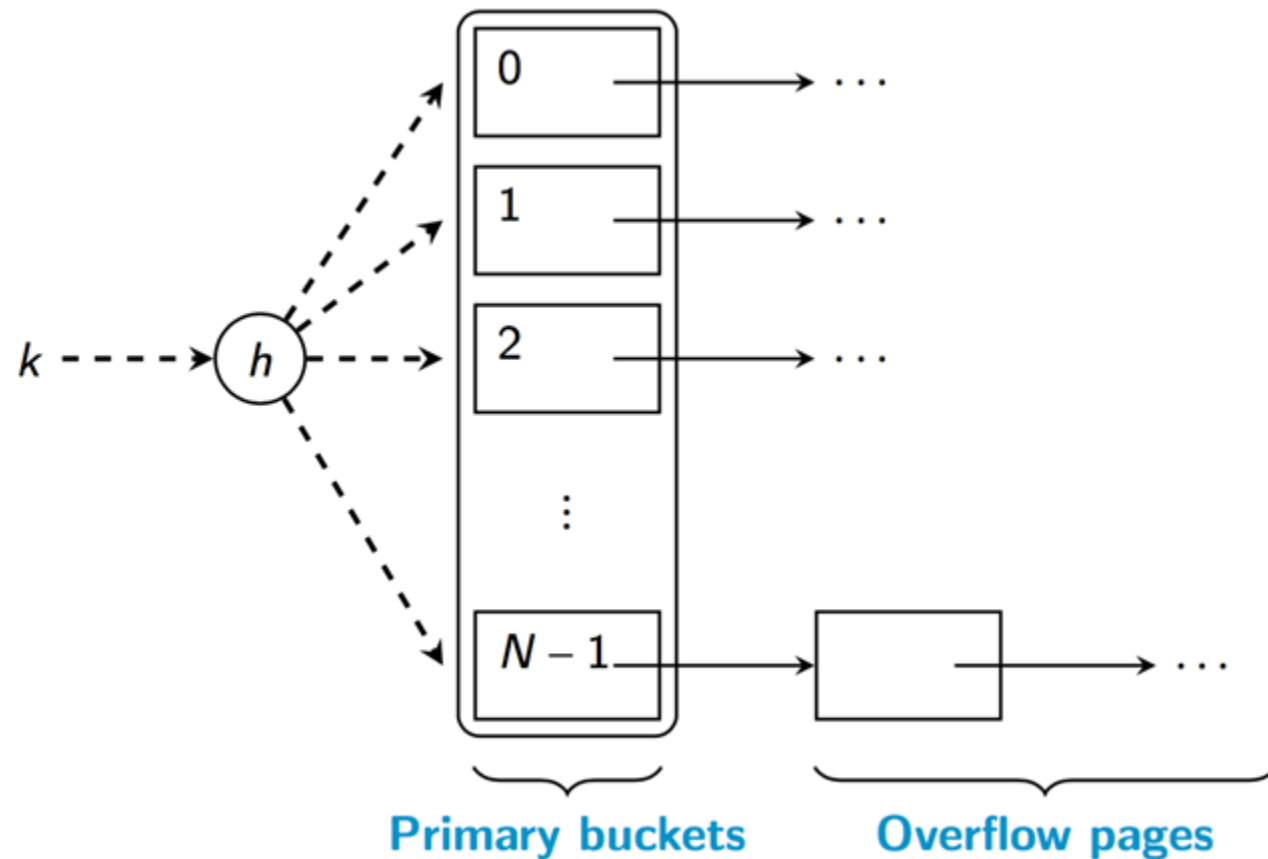 0 ···
1 ···
k h 2 ···
⋮
N − 1 ···
Primary buckets Overflow pages